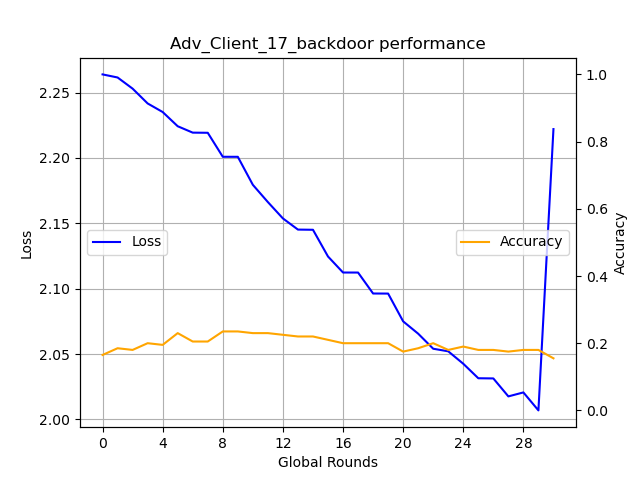 Adv_Client_17_backdoor performance
2.25
2.20
2.15
2.10
2.05
2.00
Loss
1.0
0.8
0.6
0.4
0.2
0.0
Accuracy
Loss
Accuracy
0 4 8 12 16 20 24 28
Global Rounds